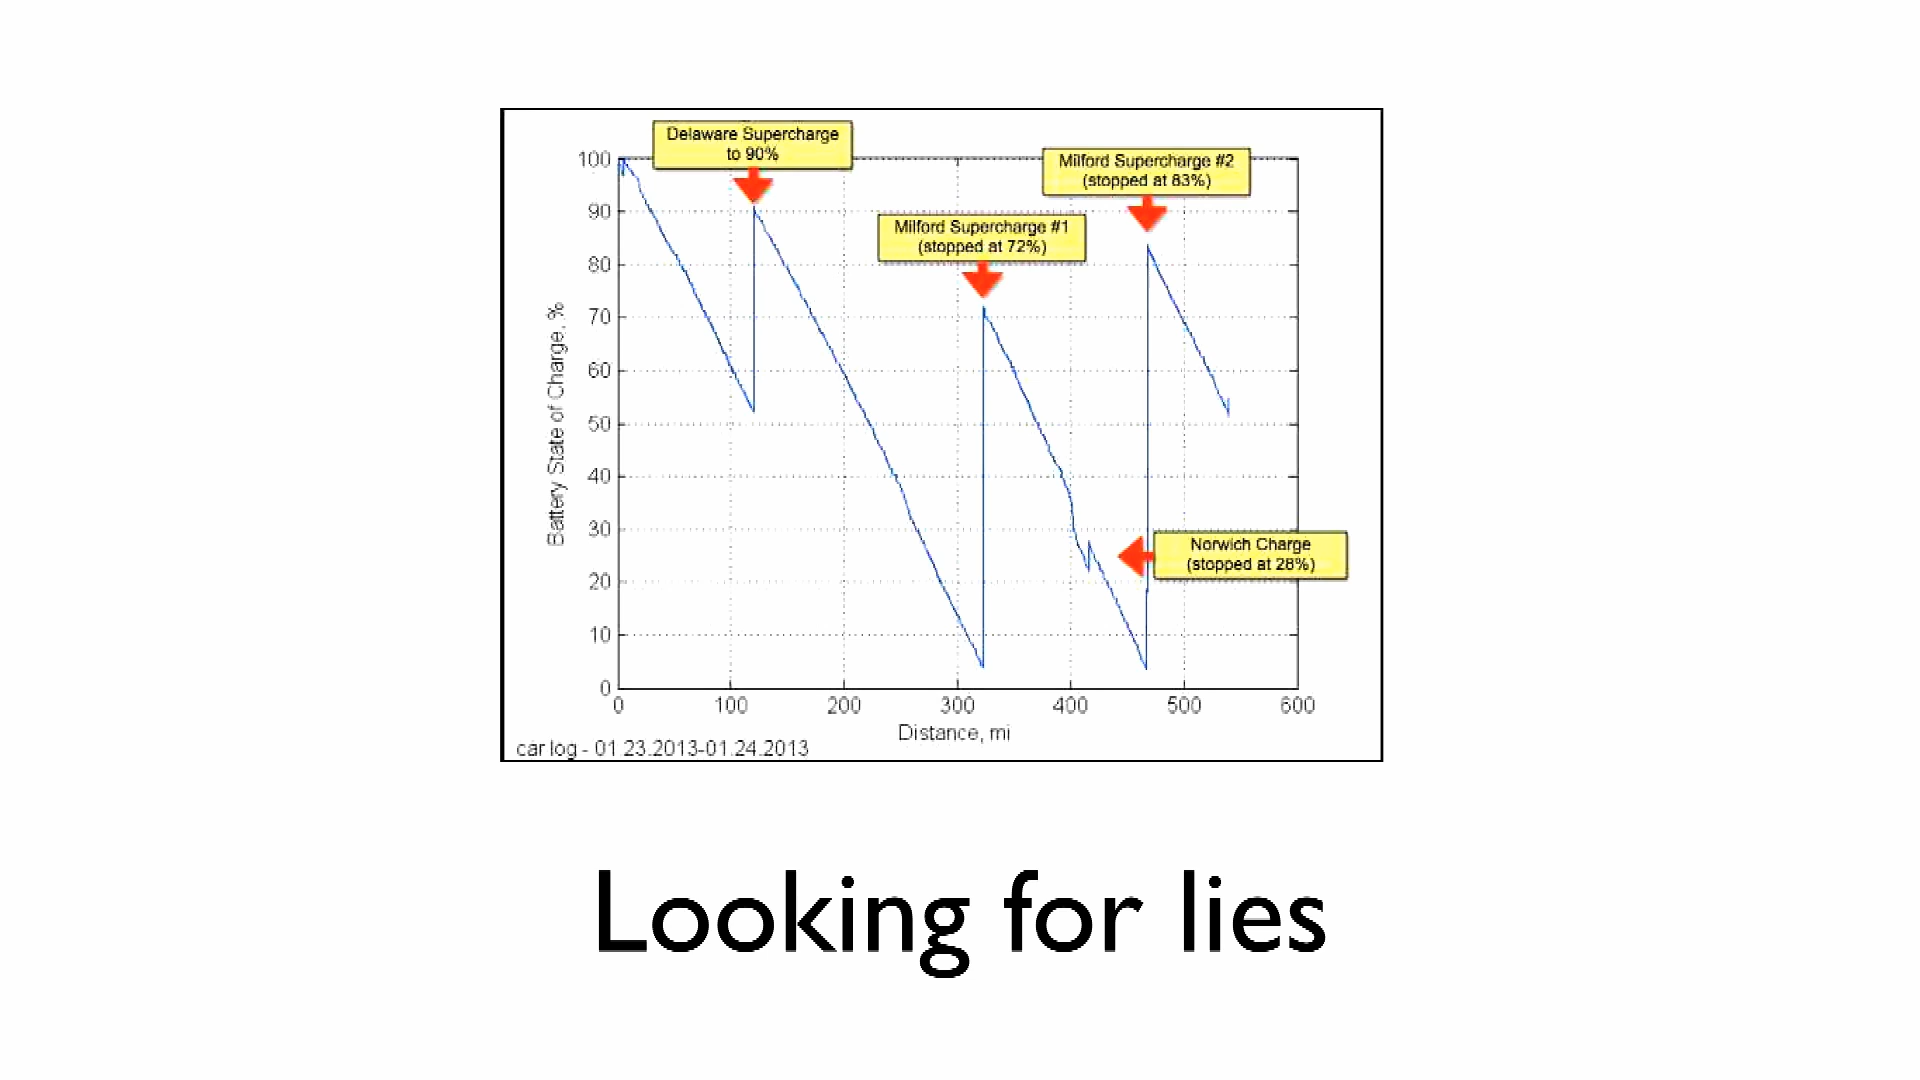 Delaware Supercharge
to 90%
Milford Supercharge #2
(stopped at 83%)
Milford Supercharge #1
(stopped at 72%)
Norwich Charge
(stopped at 28%)
Battery State of Charge, %
100
90
80
70
60
50
40
30
20
10
0
0 100 200 300 400 500 600
Distance, mi
car log - 01.23.2013-01.24.2013
Looking for lies